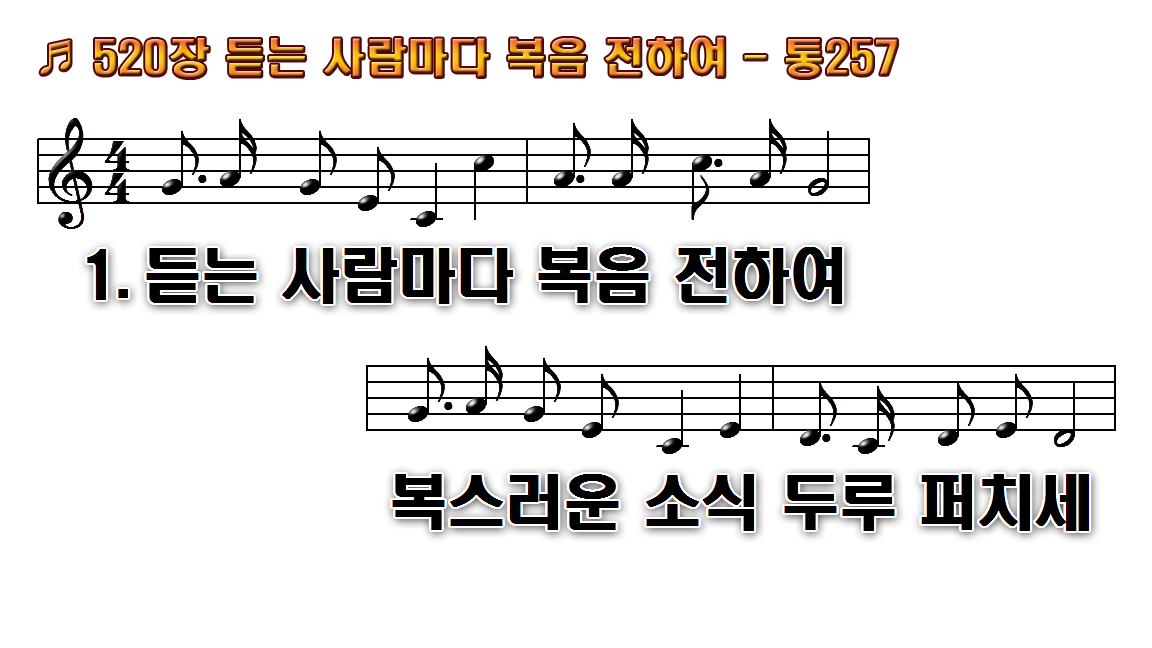 ♬ 520장 듣는 사람마다 복음 전하여 - 통257
1. 듣는 사람마다 복음 전하여
복스러운 소식 두루 퍼치세